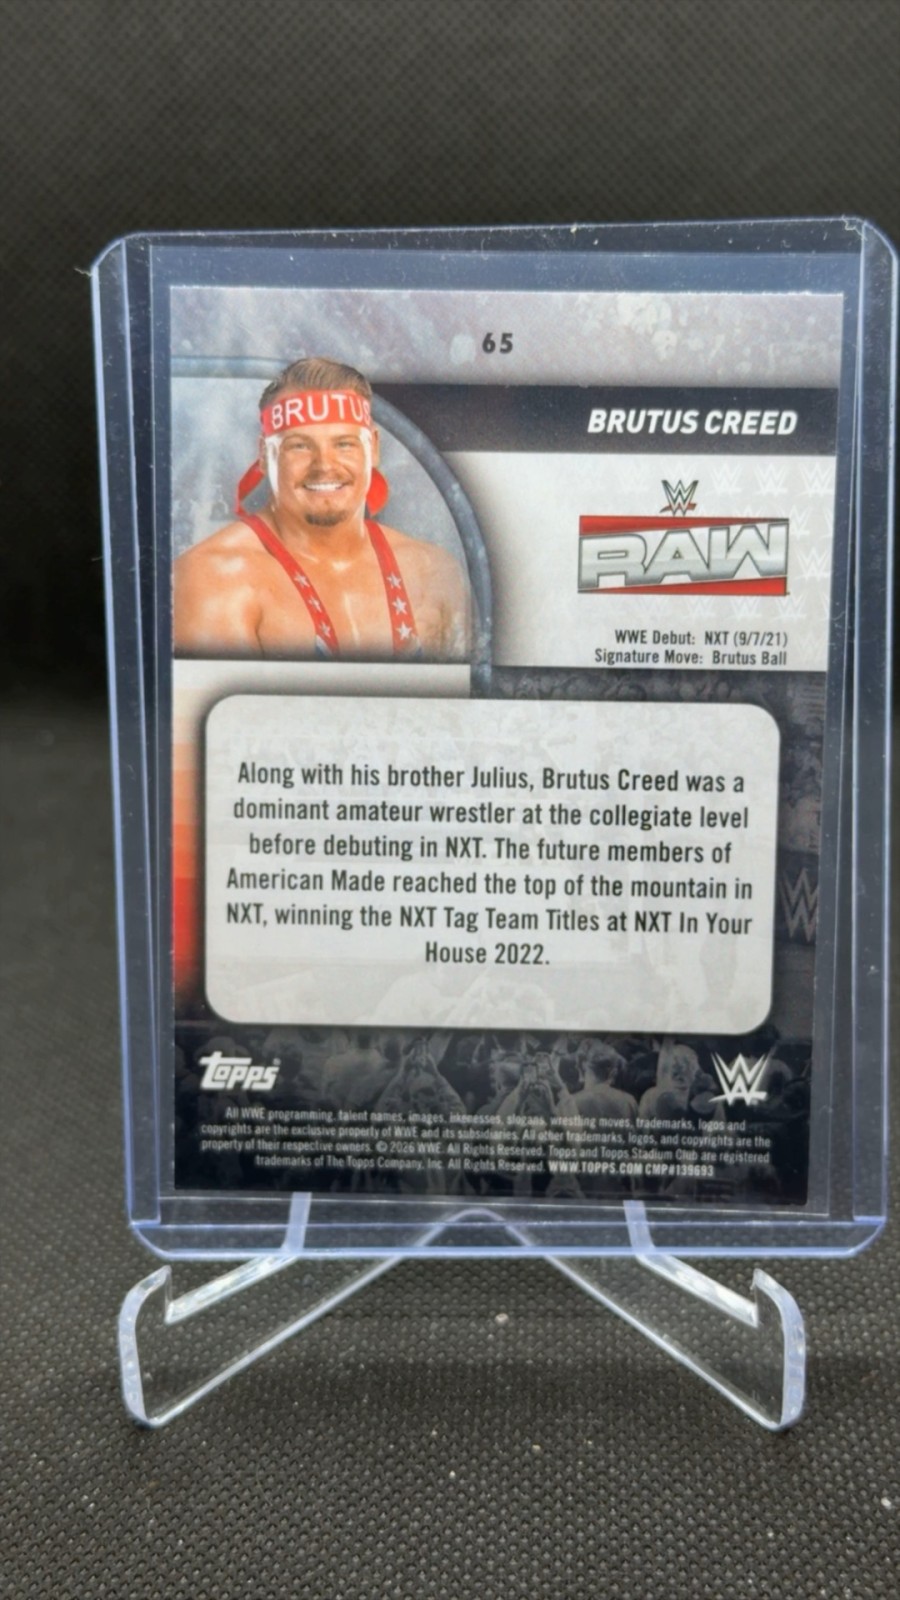 65
BRUTUS CREED
BRUTUS
W
RAW
WWE Debut: NXT (9/7/21)
Signature Move: Brutus Ball
Along with his brother Julius, Brutus Creed was a
dominant amateur wrestler at the collegiate level
before debuting in NXT. The future members of
American Made reached the top of the mountain in
NXT, winning the NXT Tag Team Titles at NXT In Your
House 2022.
Topps®
W
All WWE programming, talent names, images, likenesses, slogans, wrestling moves, trademarks, logos and
copyrights are the exclusive property of WWE and its subsidiaries. All other trademarks, logos, and copyrights are the
property of their respective owners. © 2026 WWE. All Rights Reserved. Topps and Topps Stadium Club are registered
trademarks of The Topps Company, Inc. All Rights Reserved. WWW.TOPPS.COM CMP#139693